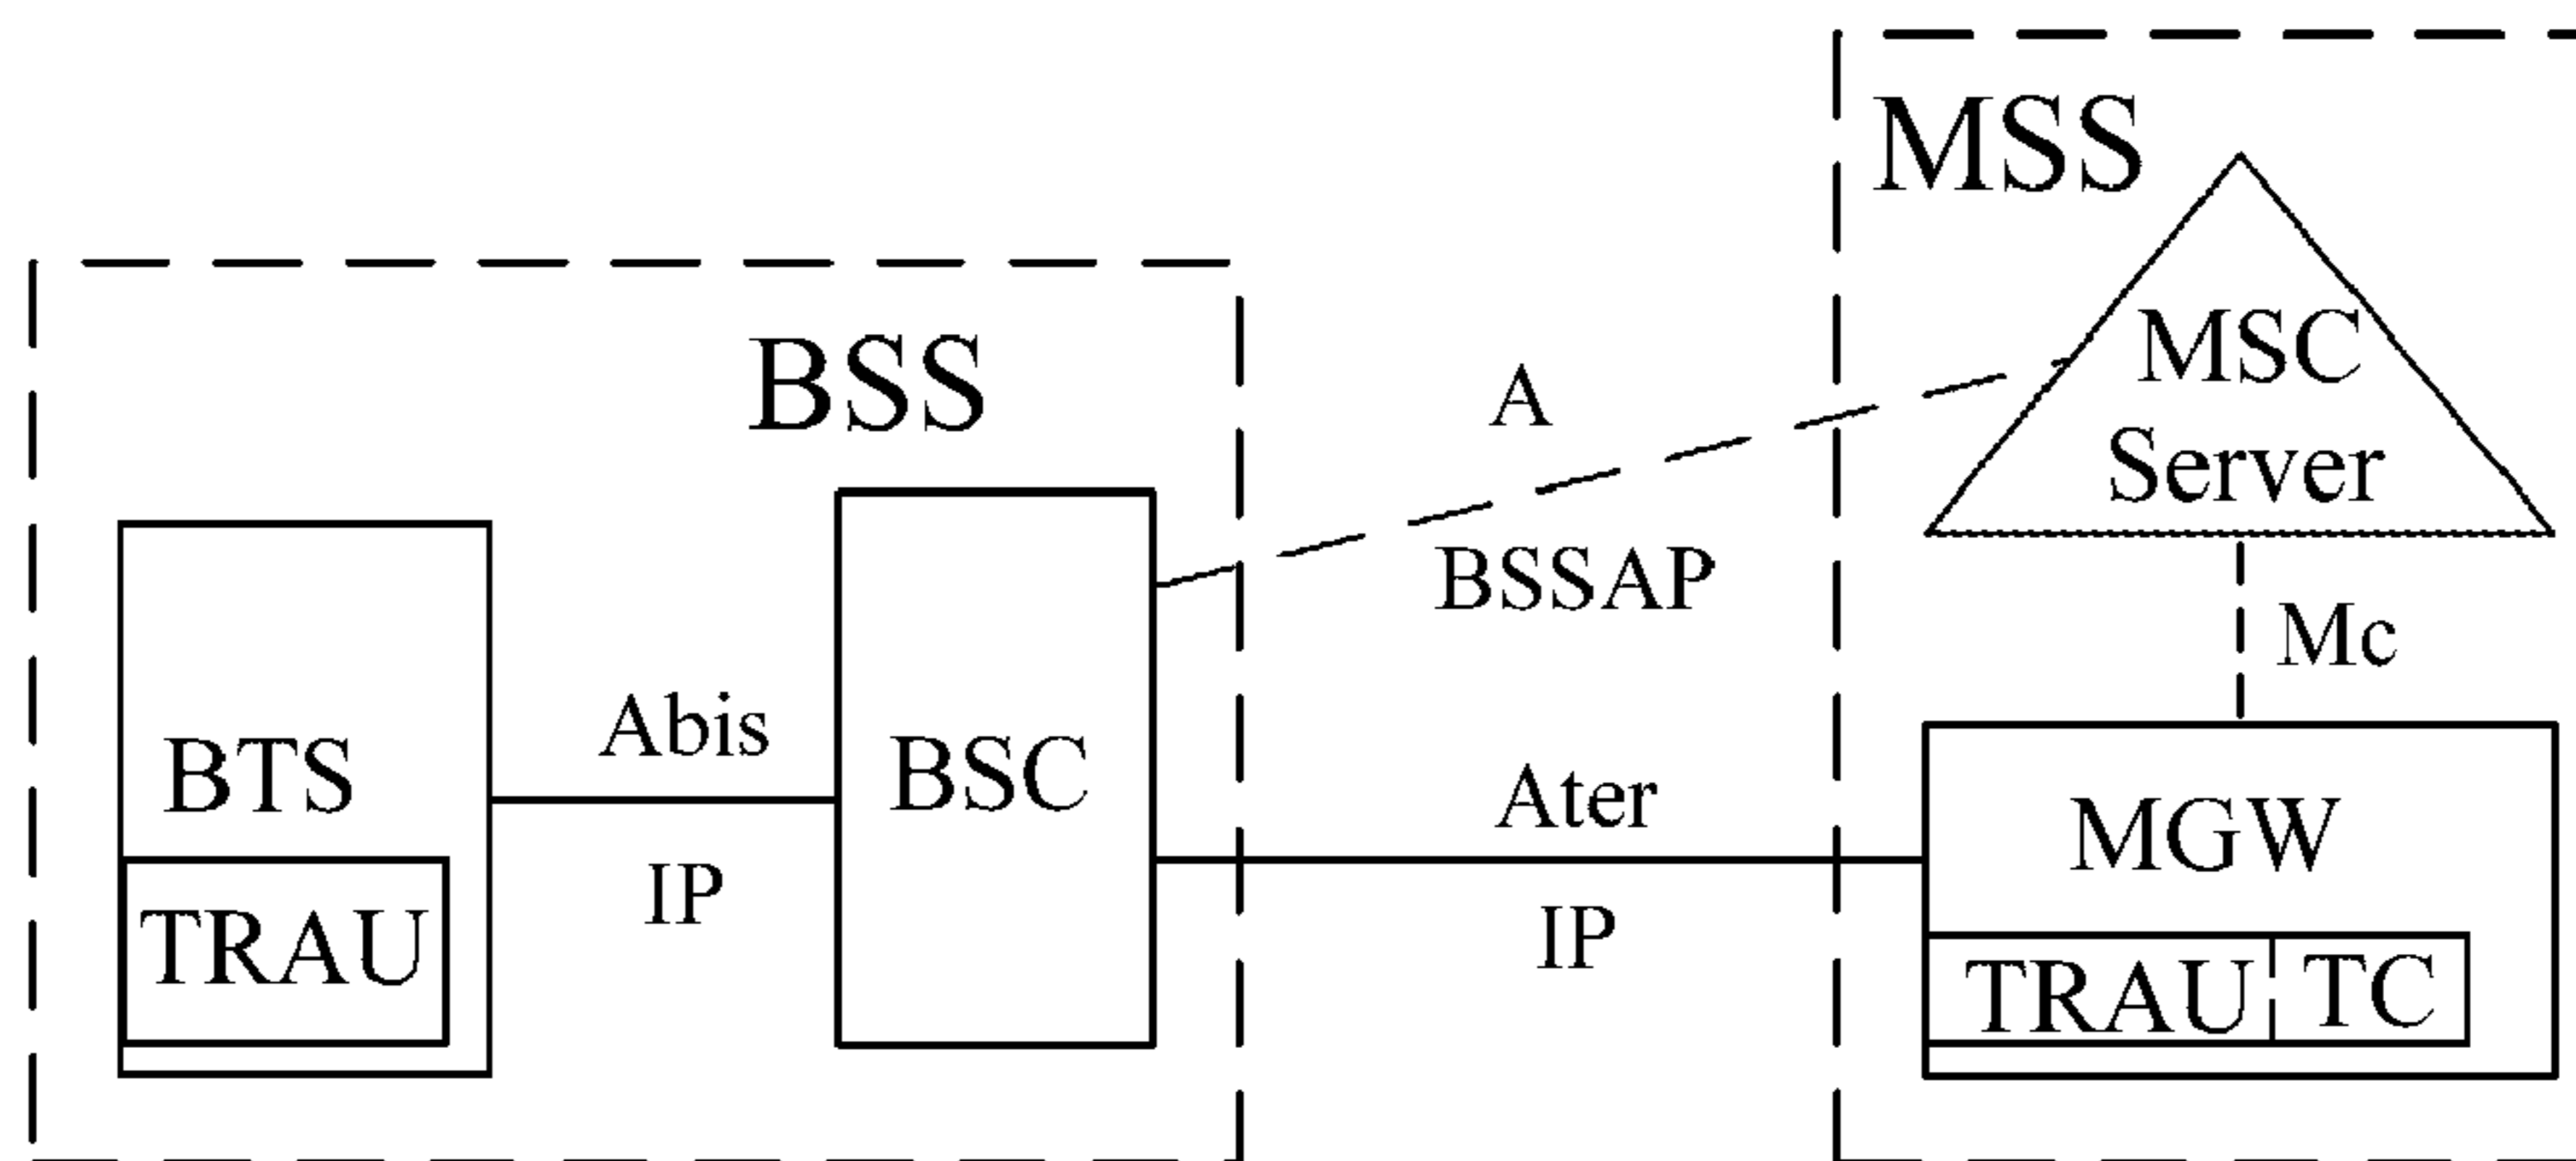 MSS
MSC
Server
BSS
A
BSSAP
Mc
Abis
BTS
BSC
IP
Ater
IP
MGW
TRAU
TRAU TC